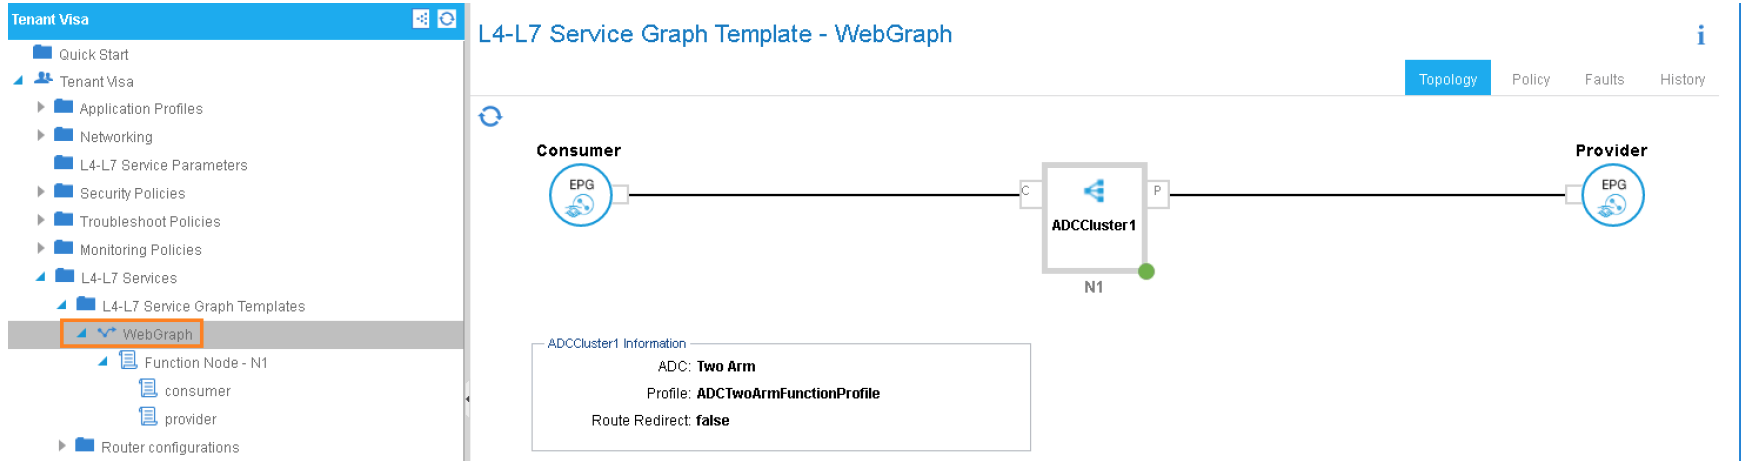 Tenant Visa
Quick Start
Tenant Visa
Application Profiles
Networking
L4-L7 Service Parameters
Security Policies
Troubleshoot Policies
Monitoring Policies
L4-L7 Services
L4-L7 Service Graph Templates
WebGraph
Function Node - N1
consumer
provider
Router configurations
L4-L7 Service Graph Template - WebGraph
i
Topology Policy Faults History
Consumer Provider
EPG C P EPG
ADCCluster1
N1
ADCCluster1 Information
ADC: Two Arm
Profile: ADCTwoArmFunctionProfile
Route Redirect: false